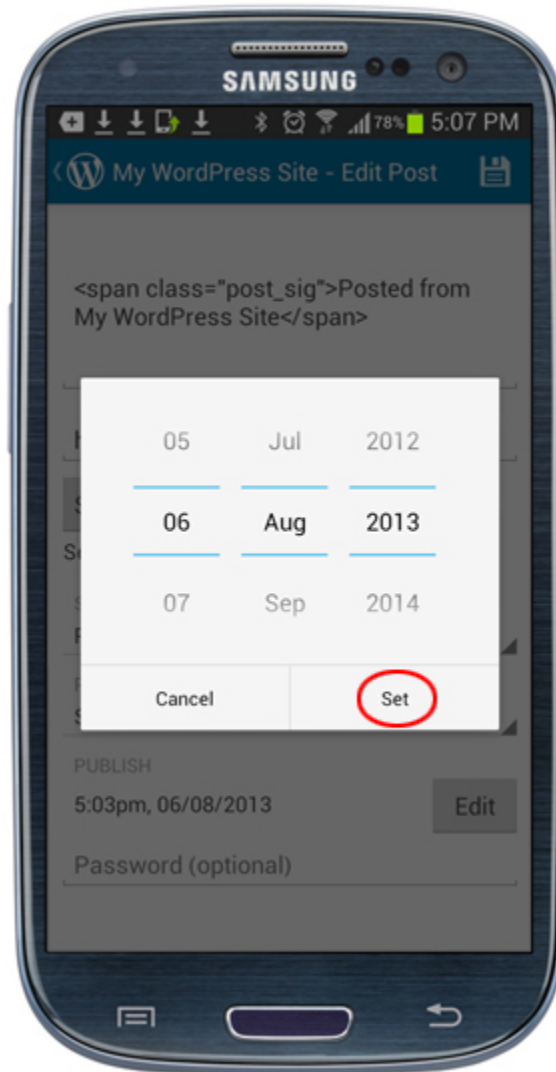 SAMSUNG
78% 5:07 PM
My WordPress Site - Edit Post
<span class="post_sig">Posted from
My WordPress Site</span>
05 Jul 2012
06 Aug 2013
07 Sep 2014
Cancel Set
PUBLISH
5:03pm, 06/08/2013
Edit
Password (optional)